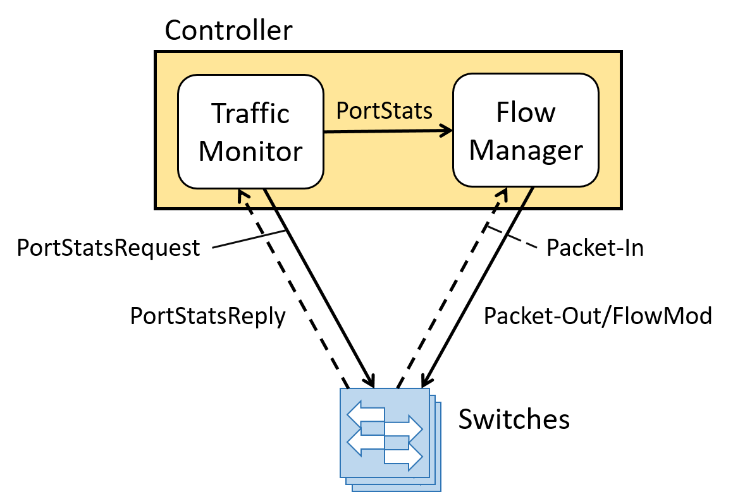 Controller
Traffic
Monitor
PortStats
Flow
Manager
PortStatsRequest
Packet-In
PortStatsReply
Packet-Out/FlowMod
Switches